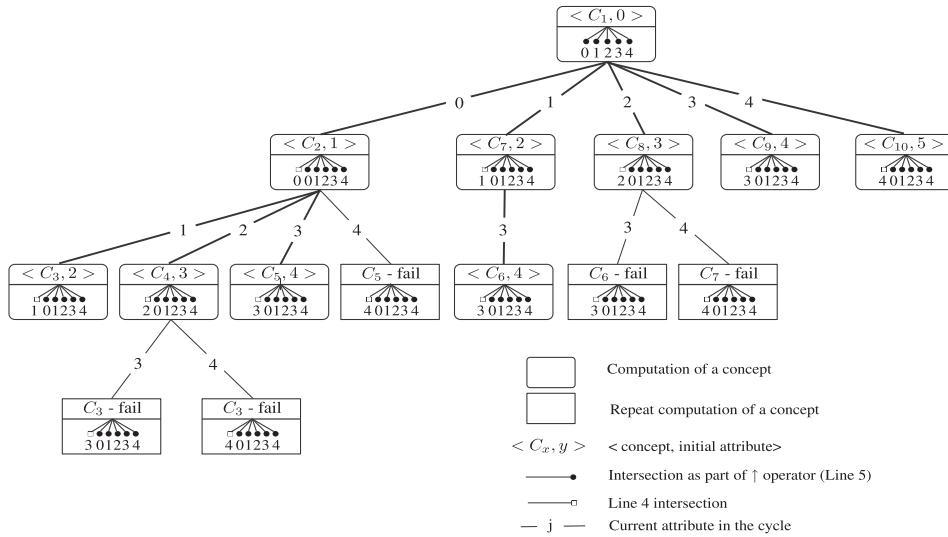 < C₁, 0 >
0 1 2 3 4
0 1 2 3 4
< C₂, 1 > < C₇, 2 > < C₈, 3 > < C₉, 4 > < C₁₀, 5 >
0 0 1 2 3 4 1 0 1 2 3 4 2 0 1 2 3 4 3 0 1 2 3 4 4 0 1 2 3 4
1 2 3 4 3 3 4
< C₃, 2 > < C₄, 3 > < C₅, 4 > C₅ - fail < C₆, 4 > C₆ - fail C₇ - fail
1 0 1 2 3 4 2 0 1 2 3 4 3 0 1 2 3 4 4 0 1 2 3 4 3 0 1 2 3 4 3 0 1 2 3 4 4 0 1 2 3 4
3 4
C₃ - fail C₃ - fail
3 0 1 2 3 4 4 0 1 2 3 4
Computation of a concept
Repeat computation of a concept
< Cₓ, y > < concept, initial attribute>
Intersection as part of ↑ operator (Line 5)
Line 4 intersection
j Current attribute in the cycle